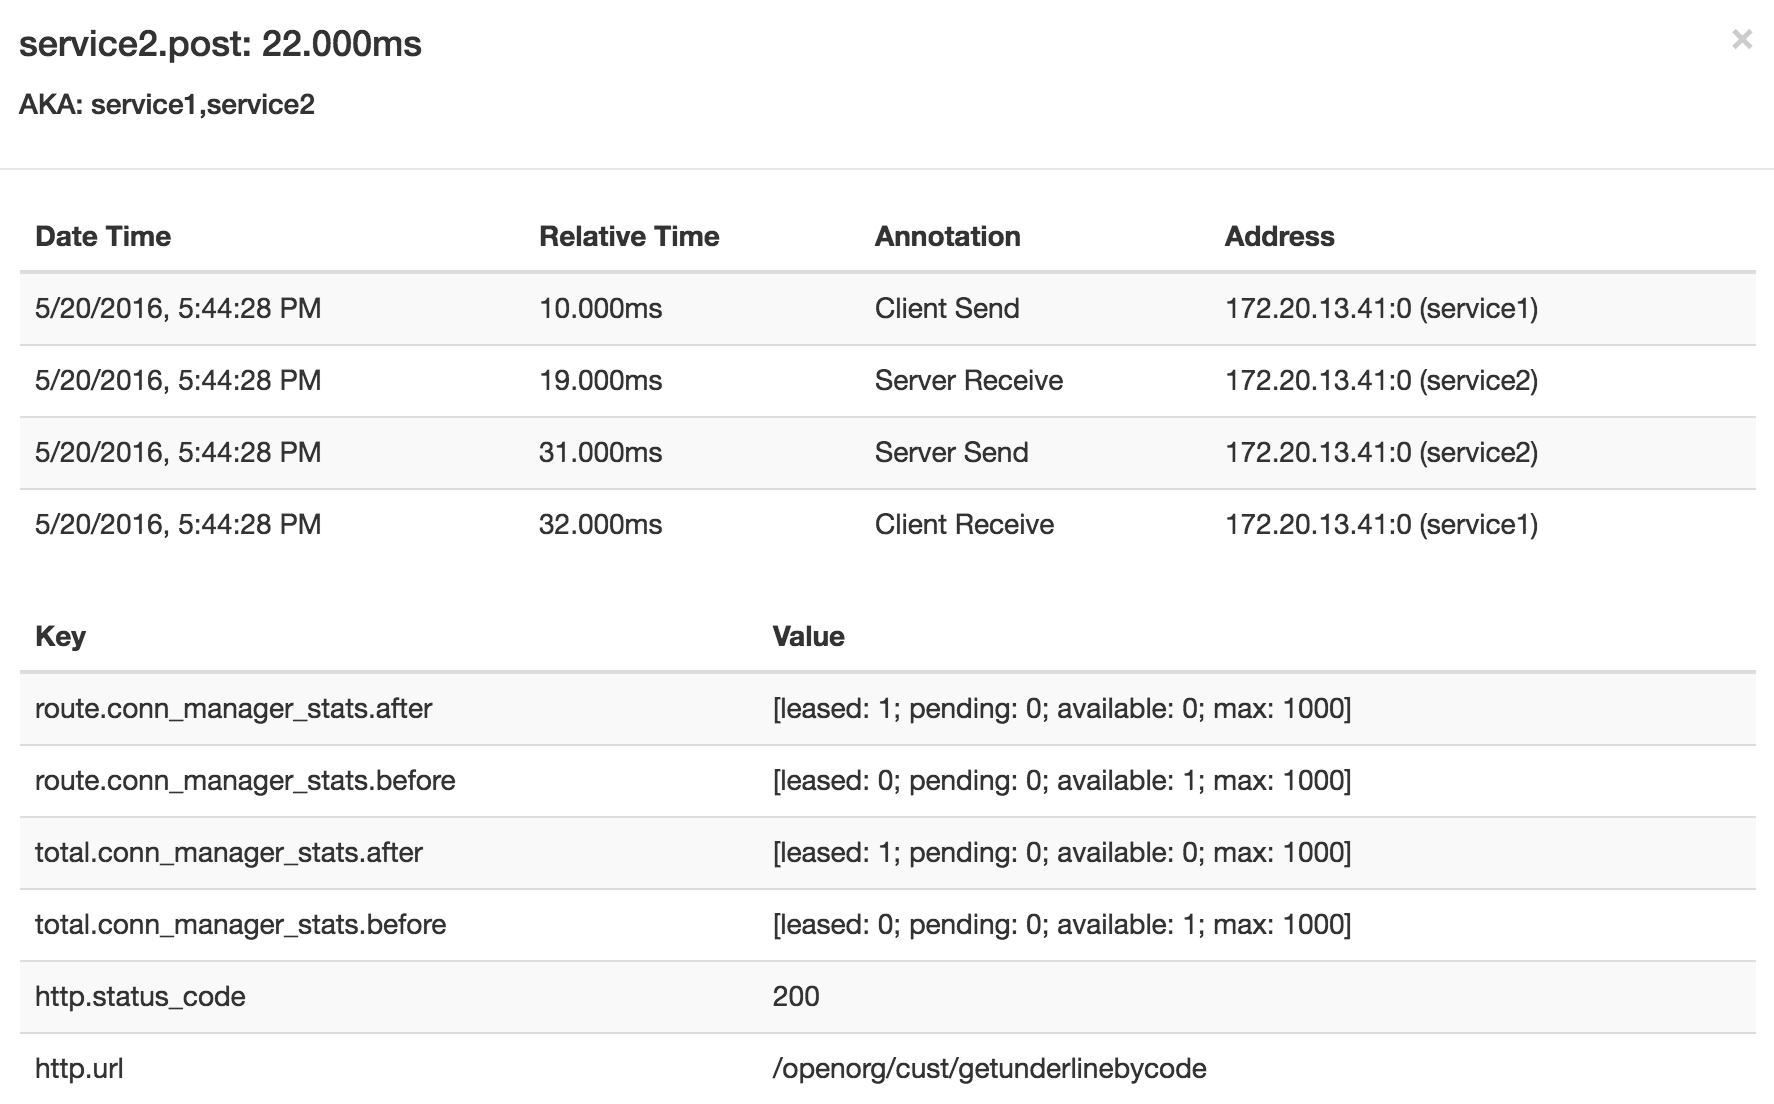 service2.post: 22.000ms ×
AKA: service1,service2
Date Time Relative Time Annotation Address
5/20/2016, 5:44:28 PM 10.000ms Client Send 172.20.13.41:0 (service1)
5/20/2016, 5:44:28 PM 19.000ms Server Receive 172.20.13.41:0 (service2)
5/20/2016, 5:44:28 PM 31.000ms Server Send 172.20.13.41:0 (service2)
5/20/2016, 5:44:28 PM 32.000ms Client Receive 172.20.13.41:0 (service1)
Key Value
route.conn_manager_stats.after [leased: 1; pending: 0; available: 0; max: 1000]
route.conn_manager_stats.before [leased: 0; pending: 0; available: 1; max: 1000]
total.conn_manager_stats.after [leased: 1; pending: 0; available: 0; max: 1000]
total.conn_manager_stats.before [leased: 0; pending: 0; available: 1; max: 1000]
http.status_code 200
http.url /openorg/cust/getunderlinebycode